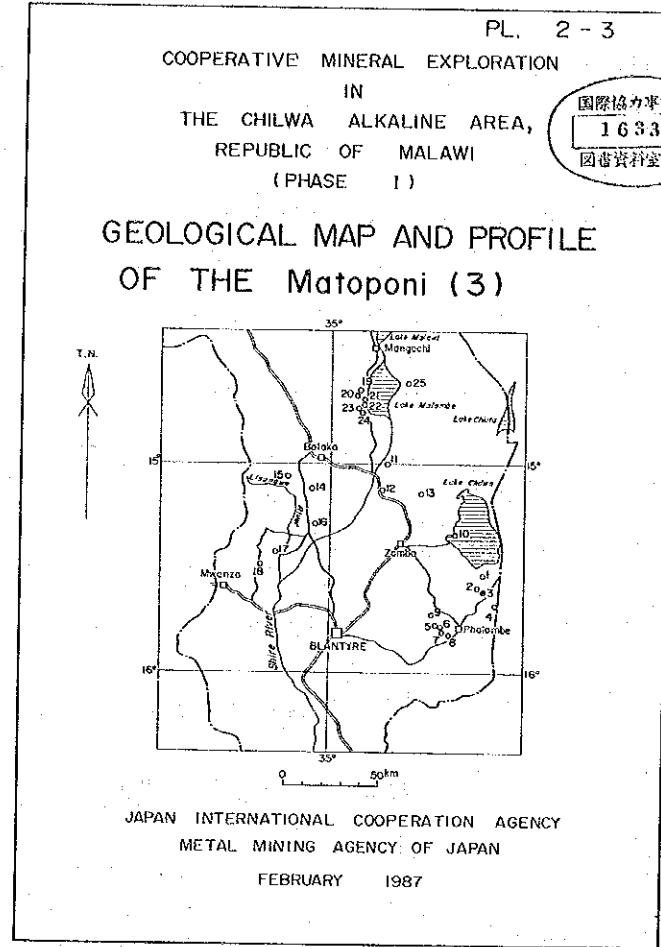 PL. 2 - 3
COOPERATIVE MINERAL EXPLORATION
IN
THE CHILWA ALKALINE AREA,
REPUBLIC OF MALAWI
(PHASE I)
国際協力事
1633
図書資料室
GEOLOGICAL MAP AND PROFILE
OF THE Matoponi (3)
T.N.
35°
Lake Malawi
Mangochi
19
25
20
21
22
Lake Malombe
23
24
Lake Chiuta
Balaka
15°
11
15°
15
Lisungwe
River
14
12
13
Lake Chilwa
16
10
17
Zomba
18
Mwanza
1
2
3
4
9
5
6
Phalombe
7
8
BLANTYRE
Shire River
16°
16°
35°
0 50km
JAPAN INTERNATIONAL COOPERATION AGENCY
METAL MINING AGENCY OF JAPAN
FEBRUARY 1987